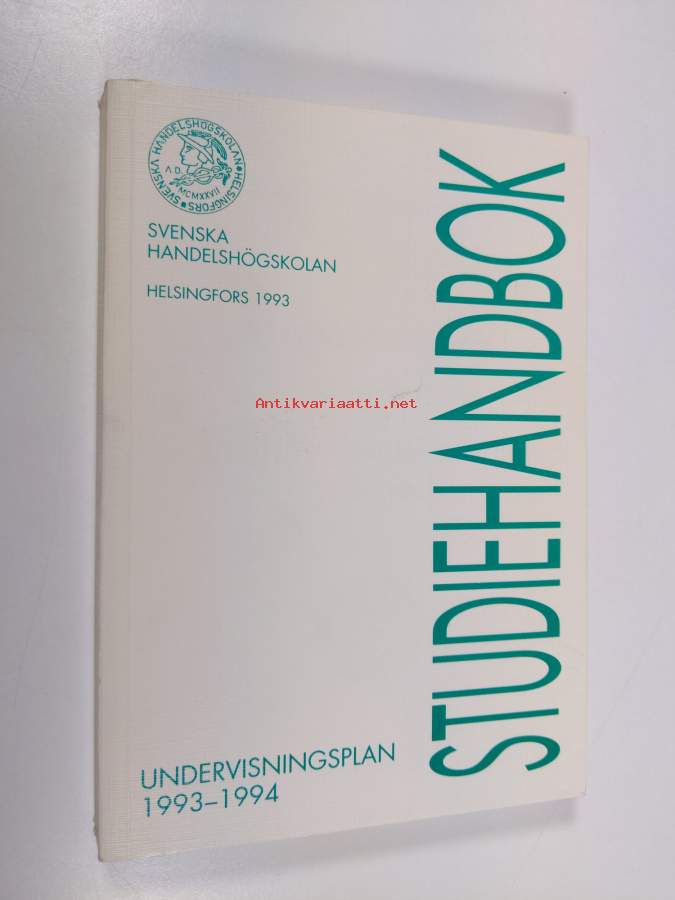 SVENSKA HANDELSHÖGSKOLAN • HELSINGFORS
A.D.
MCMXXVII
SVENSKA
HANDELSHÖGSKOLAN
HELSINGFORS 1993
STUDIEHANDBOK
Antikvariaatti.net
UNDERVISNINGSPLAN
1993–1994